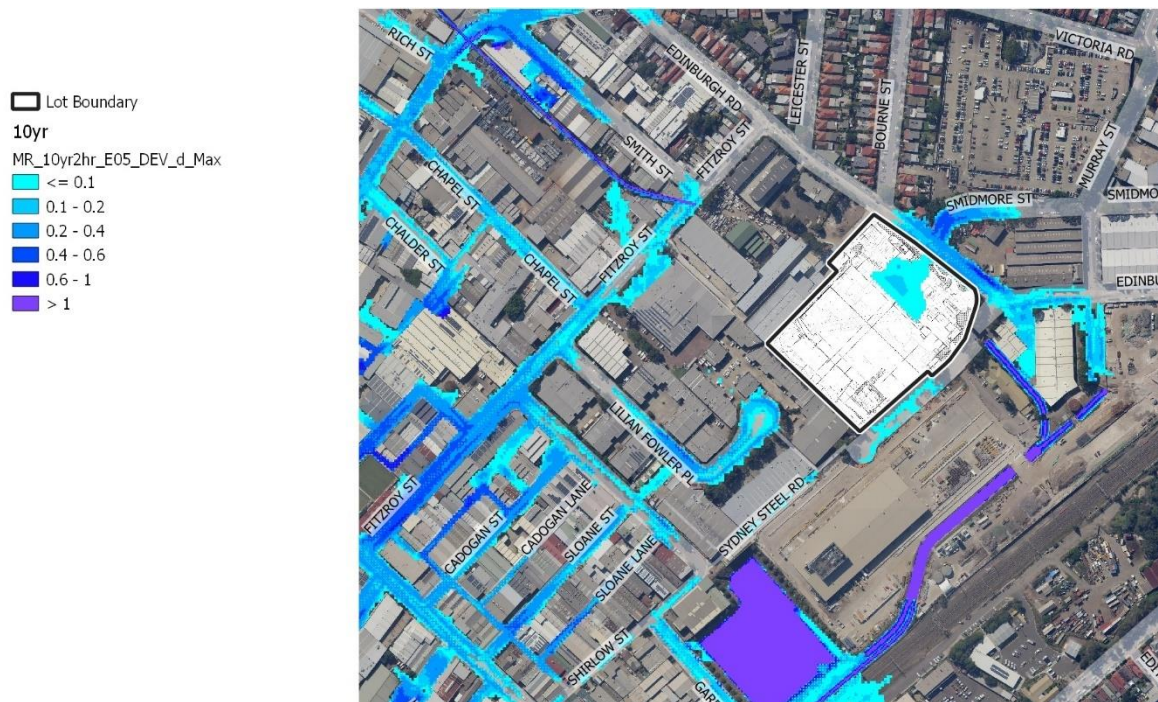 Lot Boundary
10yr
MR_10yr2hr_E05_DEV_d_Max
<= 0.1
0.1 - 0.2
0.2 - 0.4
0.4 - 0.6
0.6 - 1
> 1
RICH ST
EDINBURGH RD
LEICESTER ST
BOURNE ST
VICTORIA RD
MURRAY ST
SMITH ST
FITZROY ST
SMIDMORE ST
SMIDMO
CHAPEL ST
CHALDER ST
CHAPEL ST
FITZROY ST
EDINBU
LILIAN FOWLER PL
FITZROY ST
CADOGAN ST
CADOGAN LANE
SLOANE ST
SLOANE LANE
SYDNEY STEEL RD
SHIRLOW ST
GAR
EDI